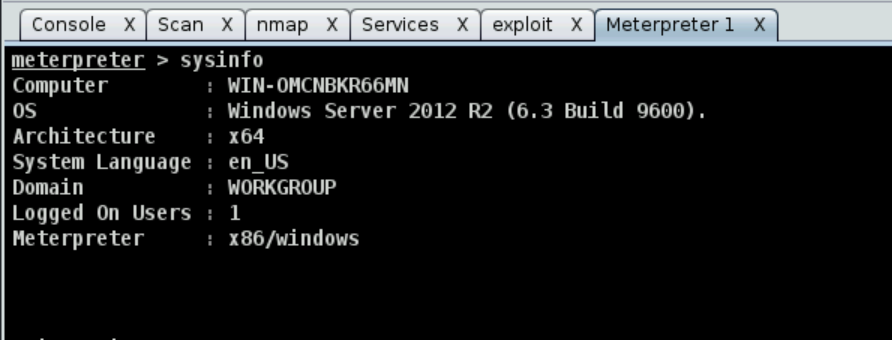 Console X Scan X nmap X Services X exploit X Meterpreter 1 X
meterpreter > sysinfo
Computer : WIN-OMCNBKR66MN
OS : Windows Server 2012 R2 (6.3 Build 9600).
Architecture : x64
System Language : en_US
Domain : WORKGROUP
Logged On Users : 1
Meterpreter : x86/windows